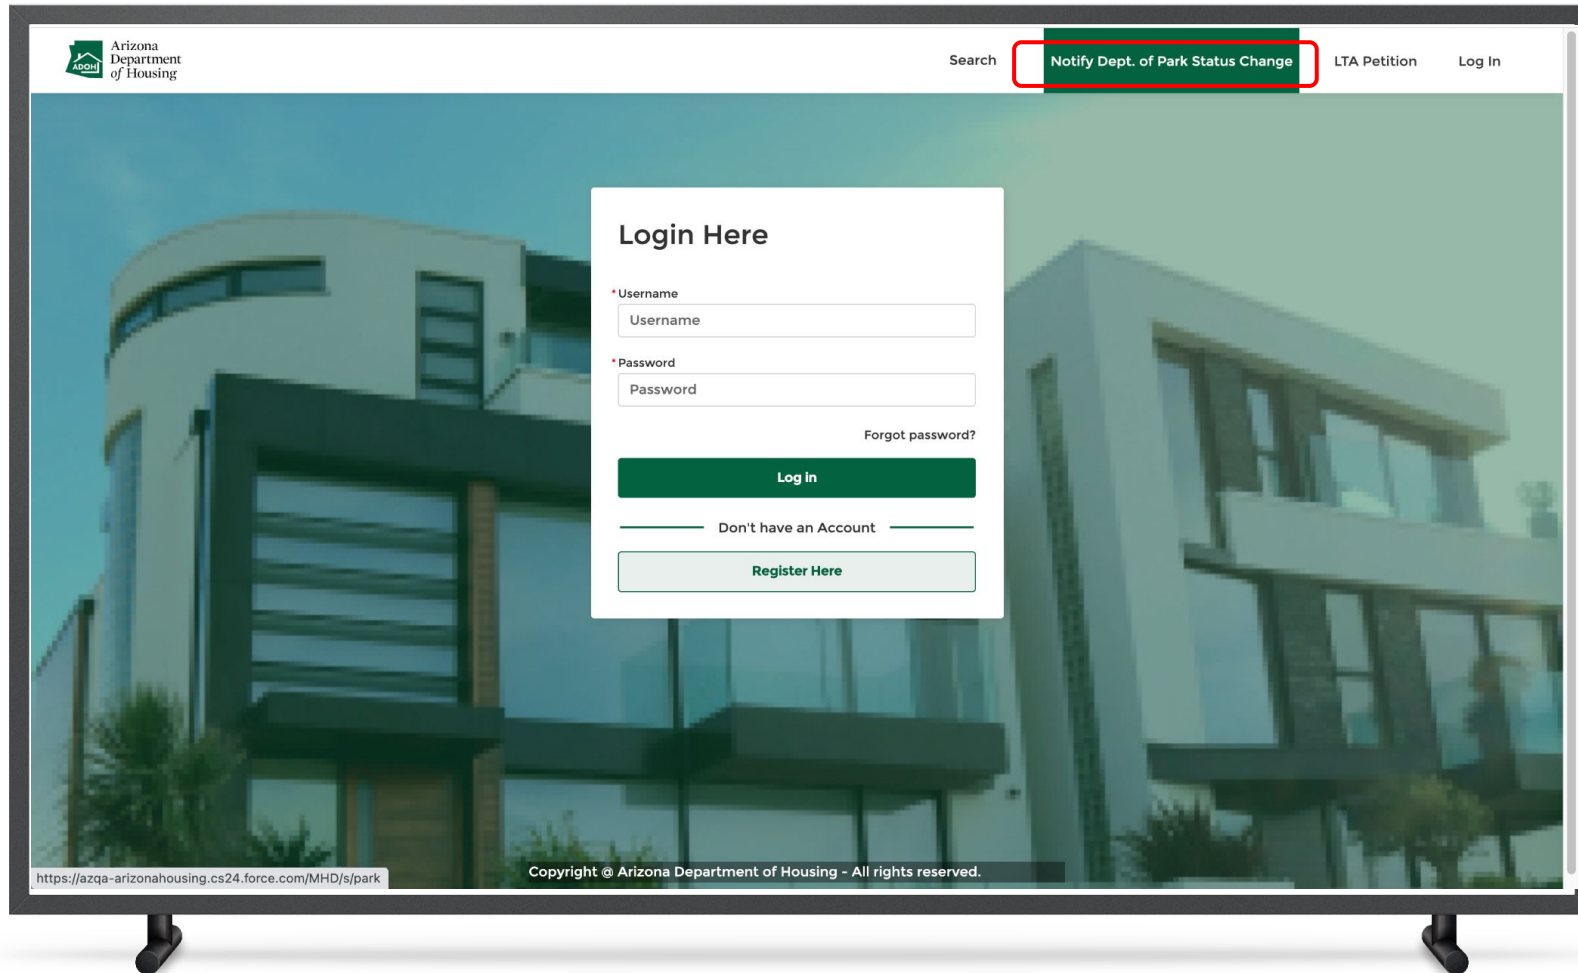 ADOH
Arizona
Department
of Housing
Search
Notify Dept. of Park Status Change
LTA Petition
Log In
Login Here
*Username
Username
*Password
Password
Forgot password?
Log in
Don't have an Account
Register Here
Copyright @ Arizona Department of Housing - All rights reserved.
https://azqa-arizonahousing.cs24.force.com/MHD/s/park